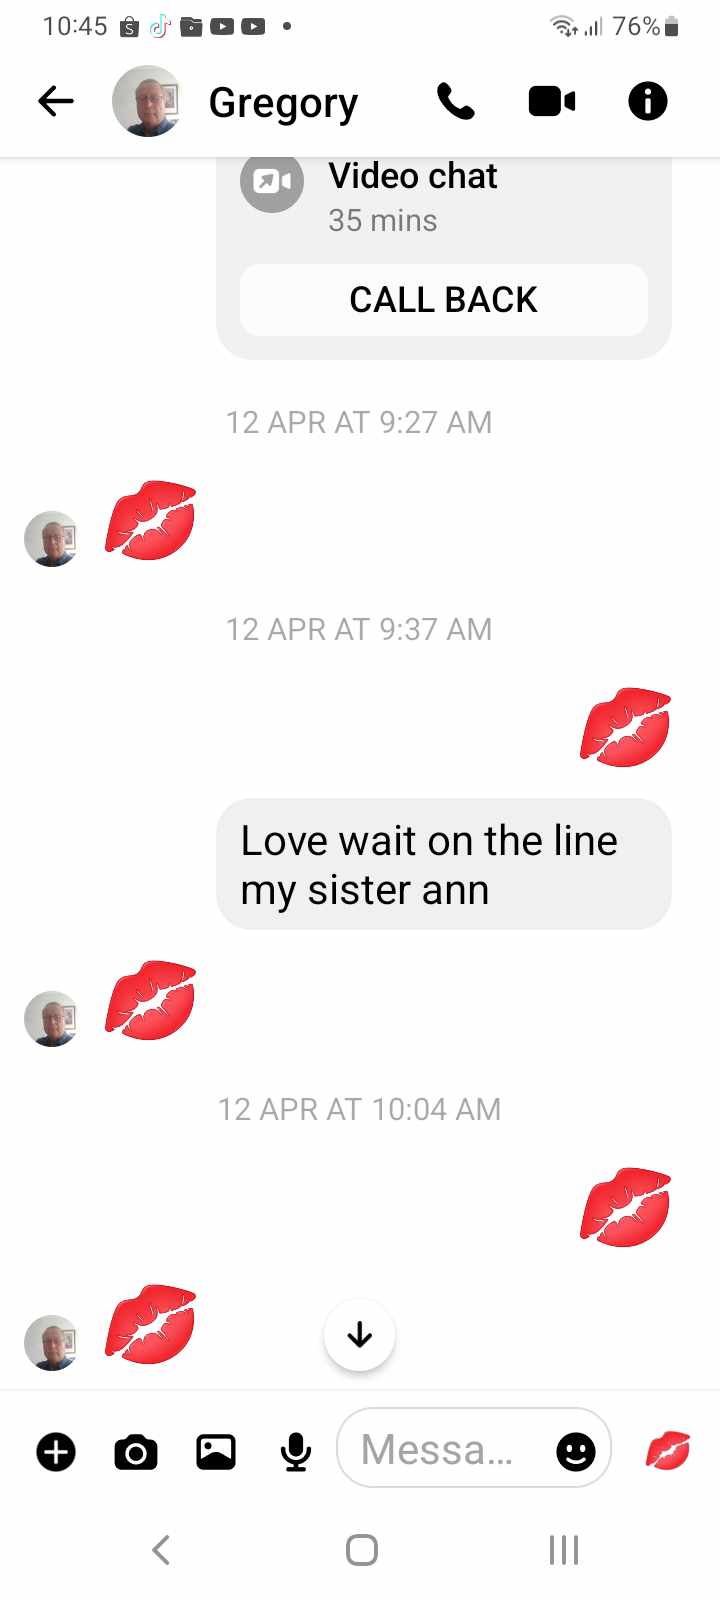 10:45
76%
Gregory
Video chat
35 mins
CALL BACK
12 APR AT 9:27 AM
12 APR AT 9:37 AM
Love wait on the line
my sister ann
12 APR AT 10:04 AM
Messa...